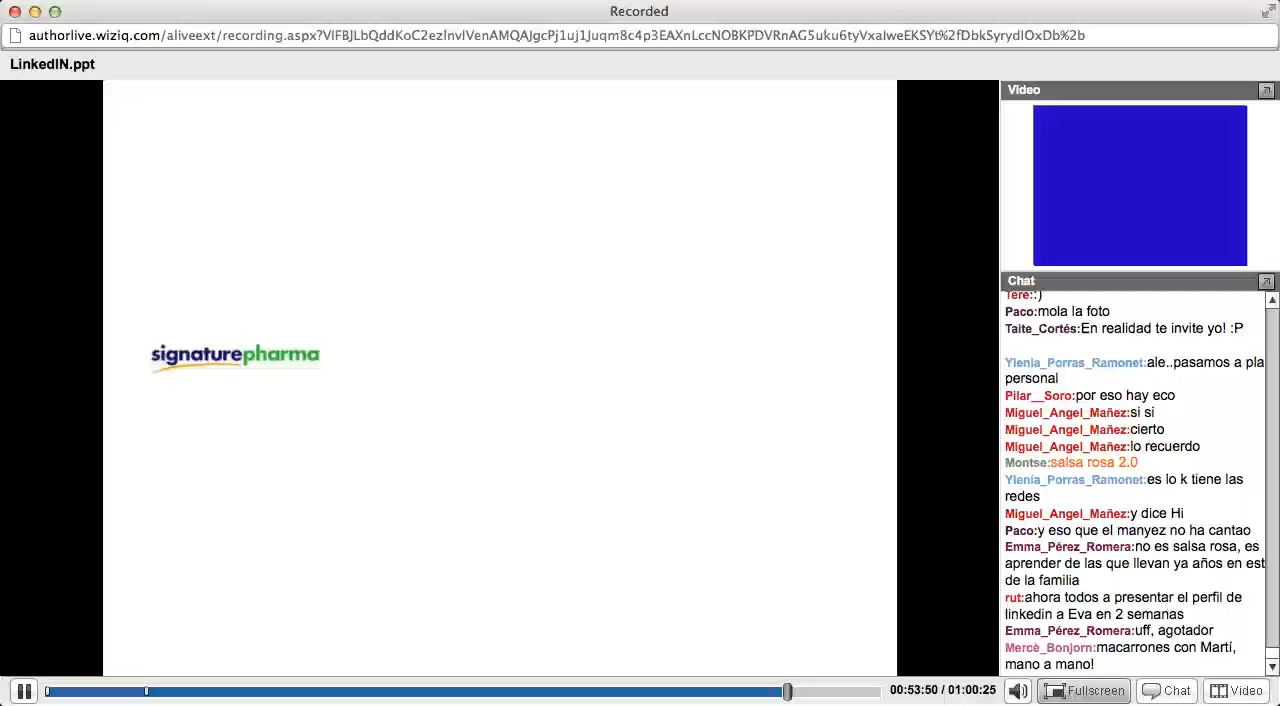 Recorded
authorlive.wiziq.com/aliveext/recording.aspx?VlFBJLbQddKoC2ezlnvlVenAMQAJgcPj1uj1Juqm8c4p3EAXnLccNOBKPDVRnAG5uku6tyVxalweEKSYt%2fDbkSyrydlOxDb%2b
LinkedIN.ppt
signaturepharma
Video
Chat
Tere::)
Paco:mola la foto
Taite_Cortés:En realidad te invite yo! :P
Ylenia_Porras_Ramonet:ale..pasamos a pla
personal
Pilar__Soro:por eso hay eco
Miguel_Angel_Mañez:si si
Miguel_Angel_Mañez:cierto
Miguel_Angel_Mañez:lo recuerdo
Montse:salsa rosa 2.0
Ylenía_Porras_Ramonet:es lo k tiene las
redes
Miguel_Angel_Mañez:y dice Hi
Paco:y eso que el manyez no ha cantao
Emma_Pérez_Romera:no es salsa rosa, es
aprender de las que llevan ya años en est
de la familia
rut:ahora todos a presentar el perfil de
linkedin a Eva en 2 semanas
Emma_Pérez_Romera:uff, agotador
Mercè_Bonjorn:macarrones con Martí,
mano a mano!
00:53:50 / 01:00:25
Fullscreen
Chat
Video